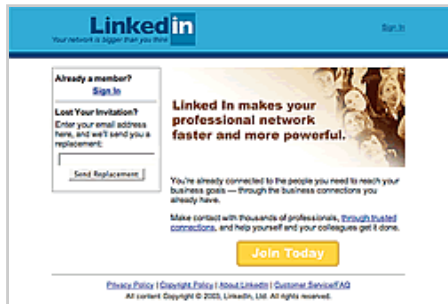 Linked in
Your network is bigger than you think
Sign In
Already a member?
Sign In
Lost Your Invitation?
Enter your email address
here, and we'll send you a
replacement:
Send Replacement
Linked In makes your
professional network
faster and more powerful.
You're already connected to the people you need to reach your
business goals — through the business connections you
already have.
Make contact with thousands of professionals, through trusted
connections, and help yourself and your colleagues get it done.
Join Today
Privacy Policy | Copyright Policy | About LinkedIn | Customer Service/FAQ
All content Copyright © 2003, LinkedIn, Ltd. All rights reserved.